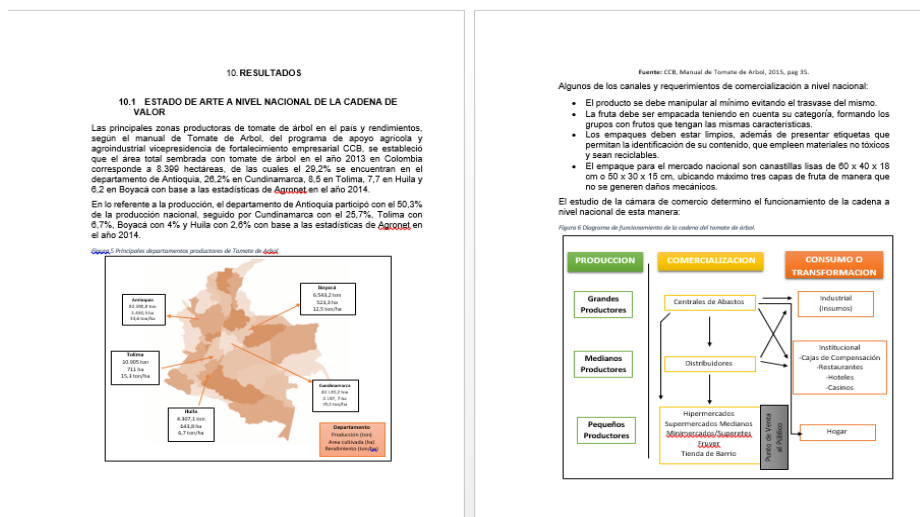 10. RESULTADOS
10.1 ESTADO DE ARTE A NIVEL NACIONAL DE LA CADENA DE
VALOR
Las principales zonas productoras de tomate de árbol en el país y rendimientos,
según el manual de Tomate de Arbol, del programa de apoyo agrícola y
agroindustrial vicepresidencia de fortalecimiento empresarial CCB, se estableció
que el área total sembrada con tomate de árbol en el año 2013 en Colombia
corresponde a 8.399 hectáreas, de las cuales el 29,2% se encuentran en el
departamento de Antioquia, 26,2% en Cundinamarca, 8,5 en Tolima, 7,7 en Huila y
6,2 en Boyacá con base a las estadísticas de Agronet en el año 2014.
En lo referente a la producción, el departamento de Antioquia participó con el 50,3%
de la producción nacional, seguido por Cundinamarca con el 25,7%, Tolima con
6,7%, Boyacá con 4% y Huila con 2,6% con base a las estadísticas de Agronet en
el año 2014.
Figura 5 Principales departamentos productores de Tomate de Arbol
Antioquia
Boyacá
6.543,2 ton
523,3 ha
12,5 ton/ha
Tolima
10.905 ton
711 ha
15,3 ton/ha
Cundinamarca
Huila
4.307,1 ton
643,8 ha
6,7 ton/ha
Departamento
Producción (ton)
Area cultivada (ha)
Rendimiento (ton/ha)
Fuente: CCB, Manual de Tomate de Arbol, 2015, pag 35.
Algunos de los canales y requerimientos de comercialización a nivel nacional:
• El producto se debe manipular al mínimo evitando el trasvase del mismo.
• La fruta debe ser empacada teniendo en cuenta su categoría, formando los
grupos con frutos que tengan las mismas características.
• Los empaques deben estar limpios, además de presentar etiquetas que
permitan la identificación de su contenido, que empleen materiales no tóxicos
y sean reciclables.
• El empaque para el mercado nacional son canastillas lisas de 60 x 40 x 18
cm o 50 x 30 x 15 cm, ubicando máximo tres capas de fruta de manera que
no se generen daños mecánicos.
El estudio de la cámara de comercio determino el funcionamiento de la cadena a
nivel nacional de esta manera:
Figura 6 Diagrama de funcionamiento de la cadena del tomate de árbol.
PRODUCCION
COMERCIALIZACION
CONSUMO O
TRANSFORMACION
Grandes
Productores
Centrales de Abastos
Industrial
(Insumos)
Medianos
Productores
Distribuidores
Institucional
-Cajas de Compensación
-Restaurantes
-Hoteles
-Casinos
Pequeños
Productores
Hipermercados
Supermercados Medianos
Minimercados/Superetes
Fruver
Tienda de Barrio
Punto de Venta
al Público
Hogar